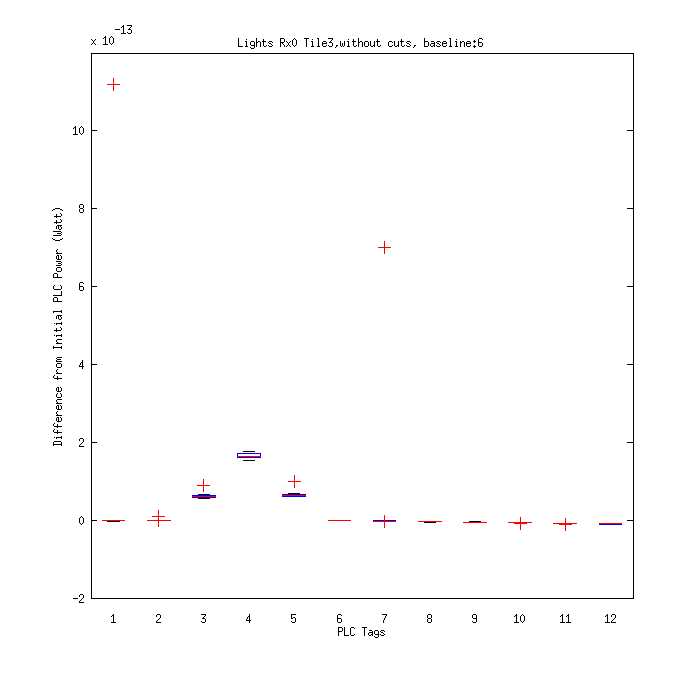 x 10-13
Lights Rx0 Tile3,without cuts, baseline:6
10
8
6
4
2
0
-2
Difference from Initial PLC Power (Watt)
1 2 3 4 5 6 7 8 9 10 11 12
PLC Tags